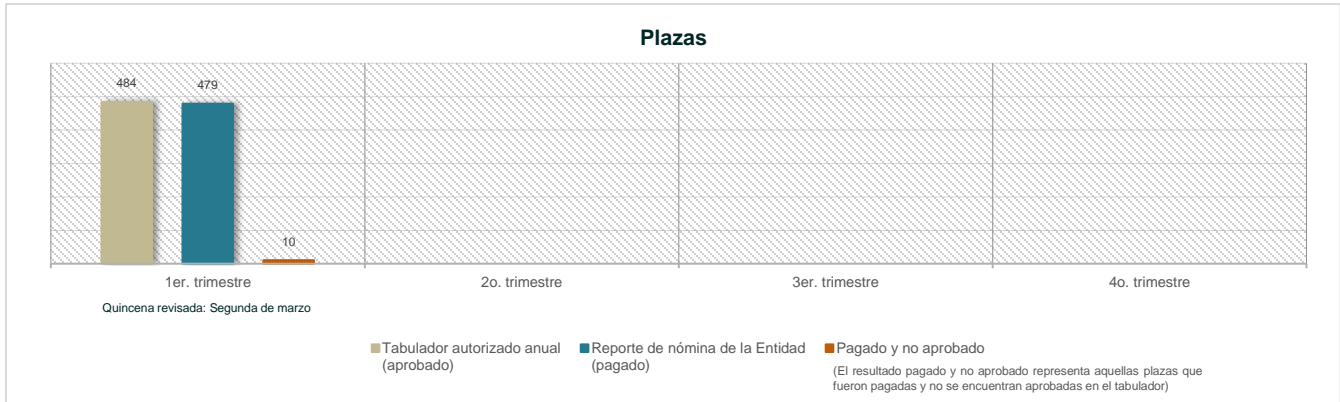 Plazas
484
479
10
1er. trimestre
2o. trimestre
3er. trimestre
4o. trimestre
Quincena revisada: Segunda de marzo
Tabulador autorizado anual
(aprobado)
Reporte de nómina de la Entidad
(pagado)
Pagado y no aprobado
(El resultado pagado y no aprobado representa aquellas plazas que
fueron pagadas y no se encuentran aprobadas en el tabulador)